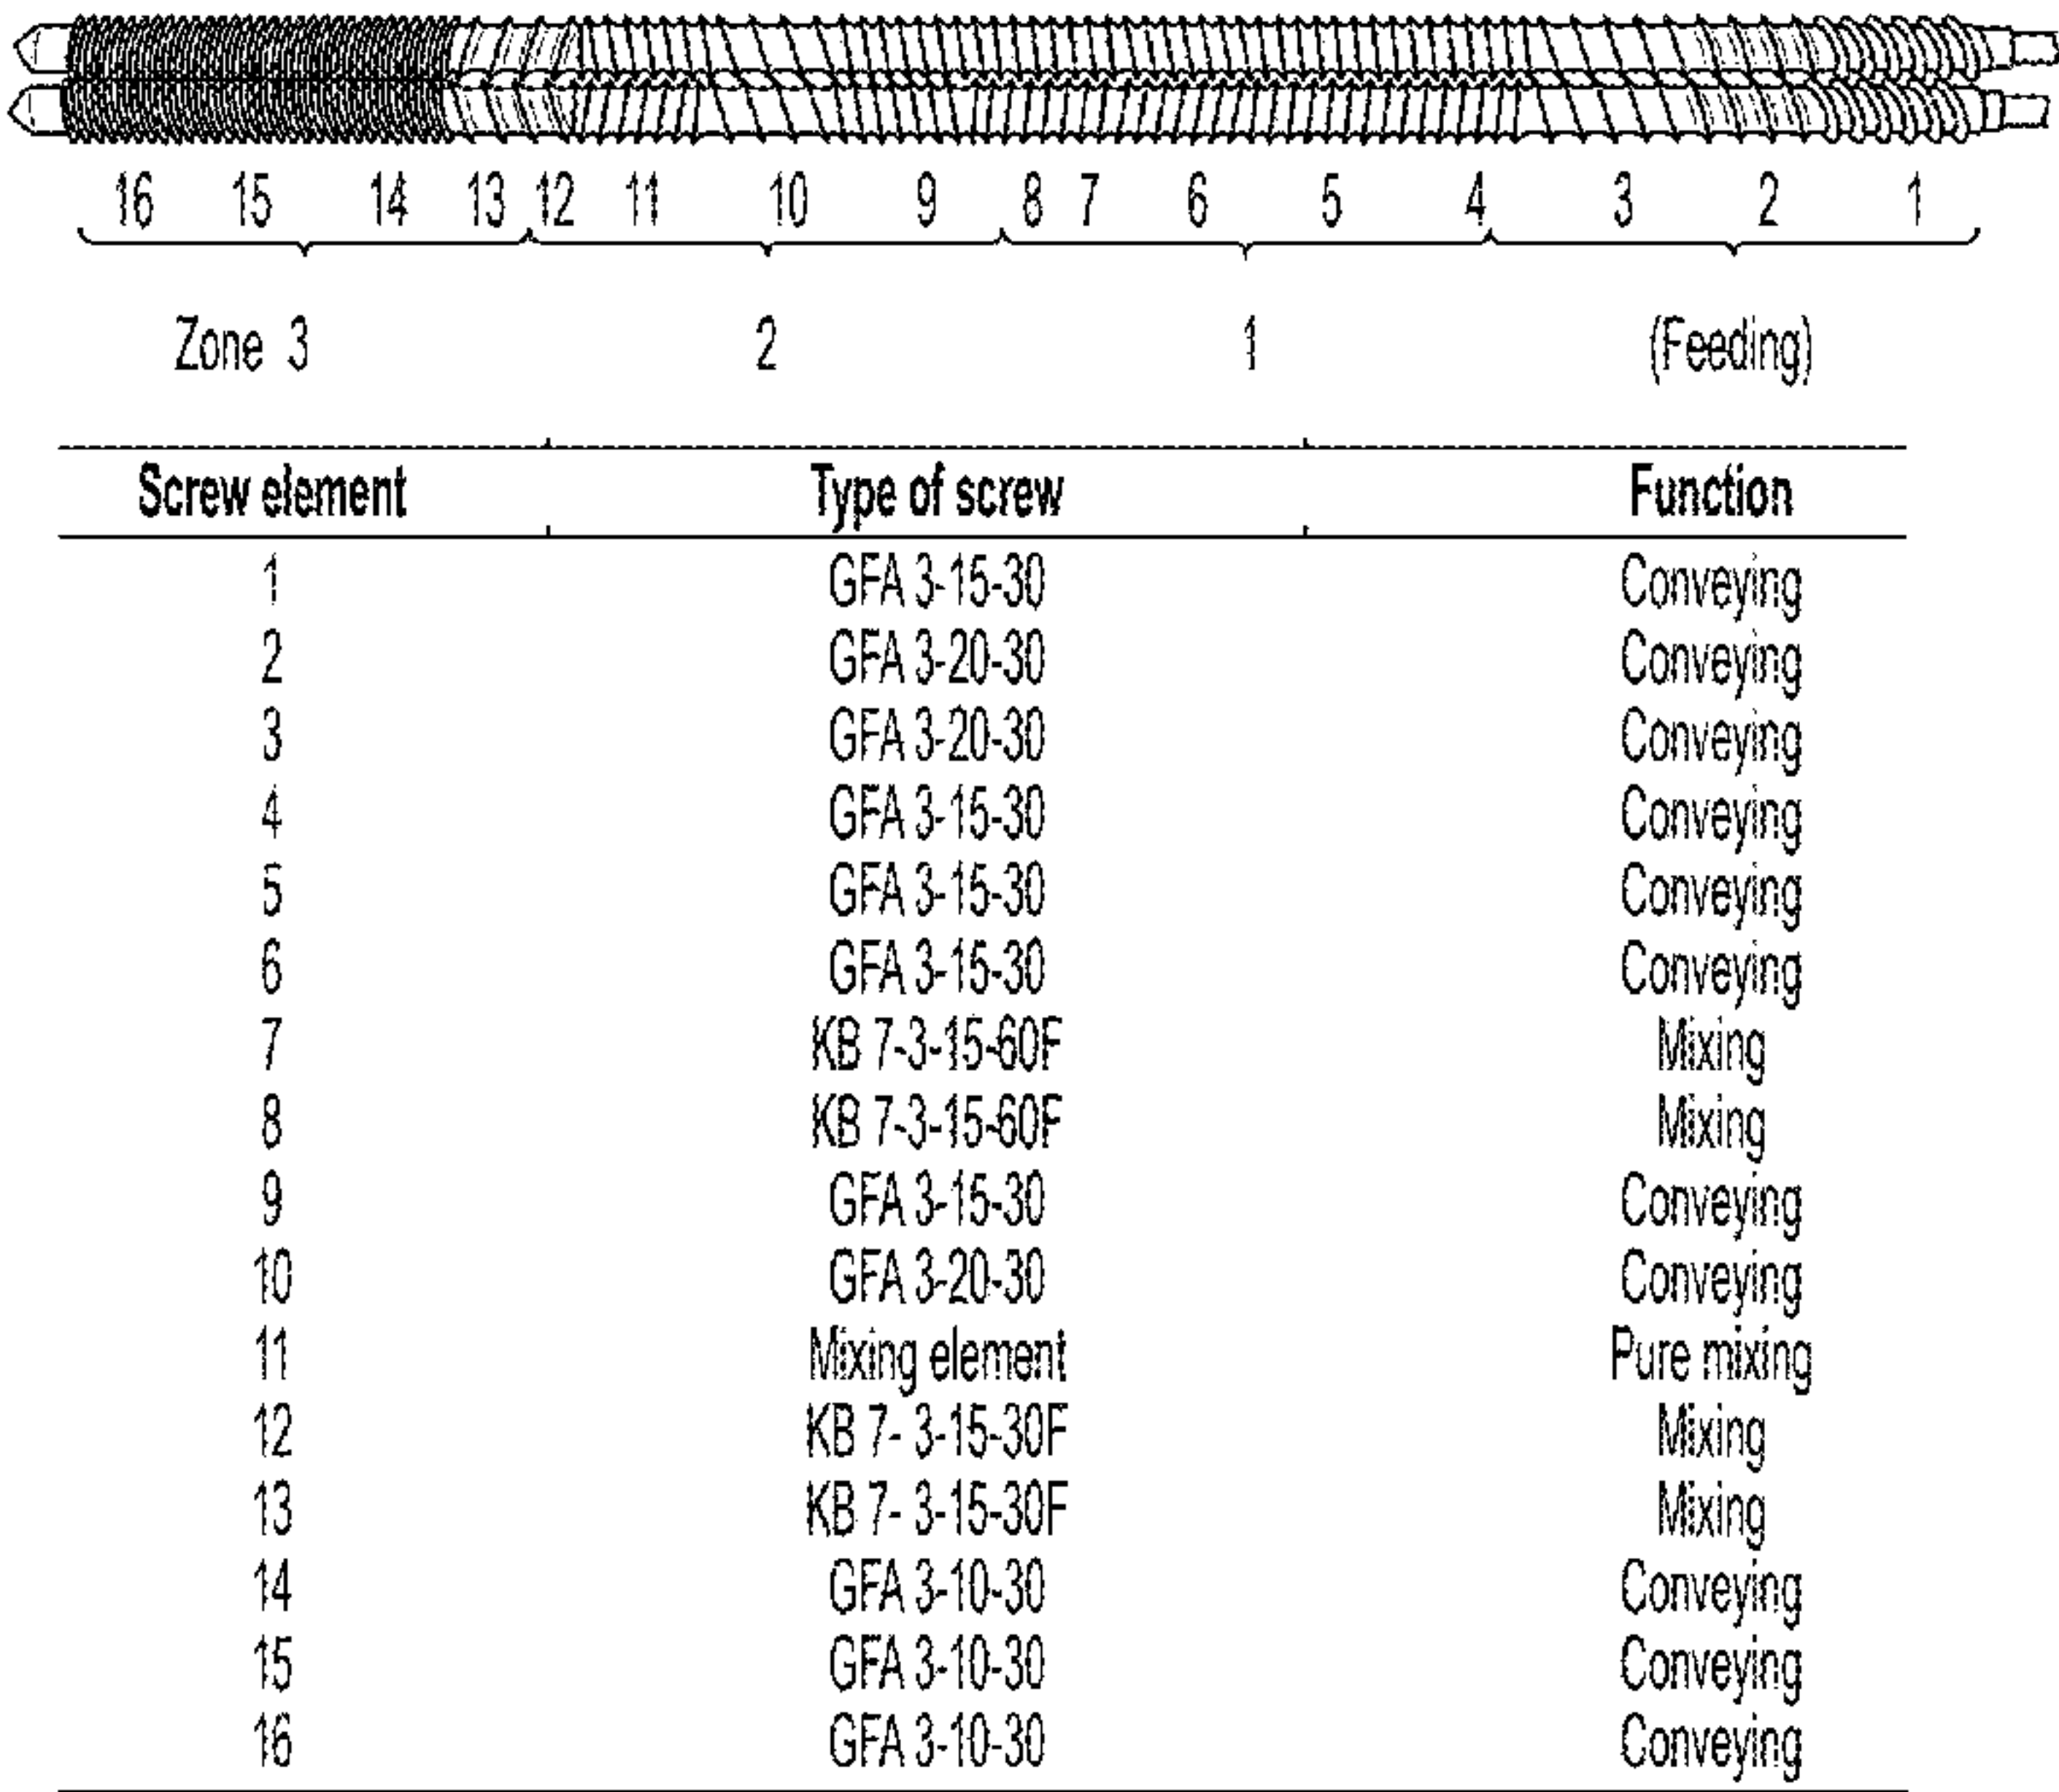 16 15 14 13 12 11 10 9 8 7 6 5 4 3 2 1
Zone 3 2 1 (Feeding)
Screw element Type of screw Function
1 GFA 3-15-30 Conveying
2 GFA 3-20-30 Conveying
3 GFA 3-20-30 Conveying
4 GFA 3-15-30 Conveying
5 GFA 3-15-30 Conveying
6 GFA 3-15-30 Conveying
7 KB 7-3-15-60F Mixing
8 KB 7-3-15-60F Mixing
9 GFA 3-15-30 Conveying
10 GFA 3-20-30 Conveying
11 Mixing element Pure mixing
12 KB 7- 3-15-30F Mixing
13 KB 7- 3-15-30F Mixing
14 GFA 3-10-30 Conveying
15 GFA 3-10-30 Conveying
16 GFA 3-10-30 Conveying